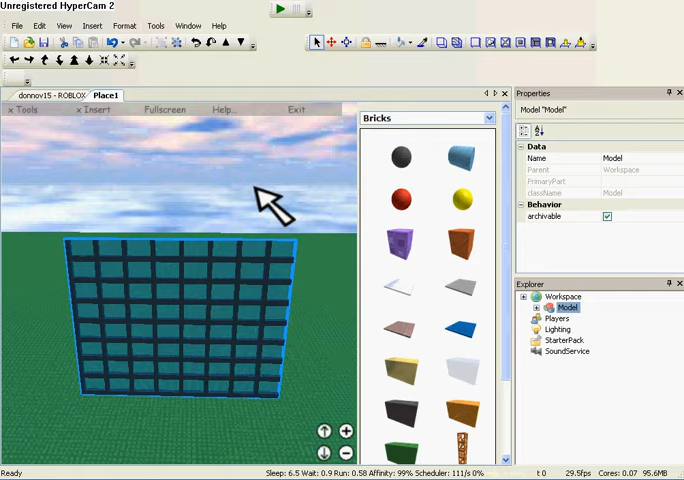 Unregistered HyperCam 2
File Edit View Insert Format Tools Window Help
donnov15 - ROBLOX Place1
x Tools x Insert Fullscreen Help... Exit
Bricks
Properties
Model "Model"
Data
Name Model
Parent Workspace
PrimaryPart
className Model
Behavior
archivable
Explorer
Workspace
Model
Players
Lighting
StarterPack
SoundService
Ready Sleep: 6.5 Wait: 0.9 Run: 0.58 Affinity: 99% Scheduler: 111/s 0% t 0 29.5fps Cores: 0.07 95.6MB